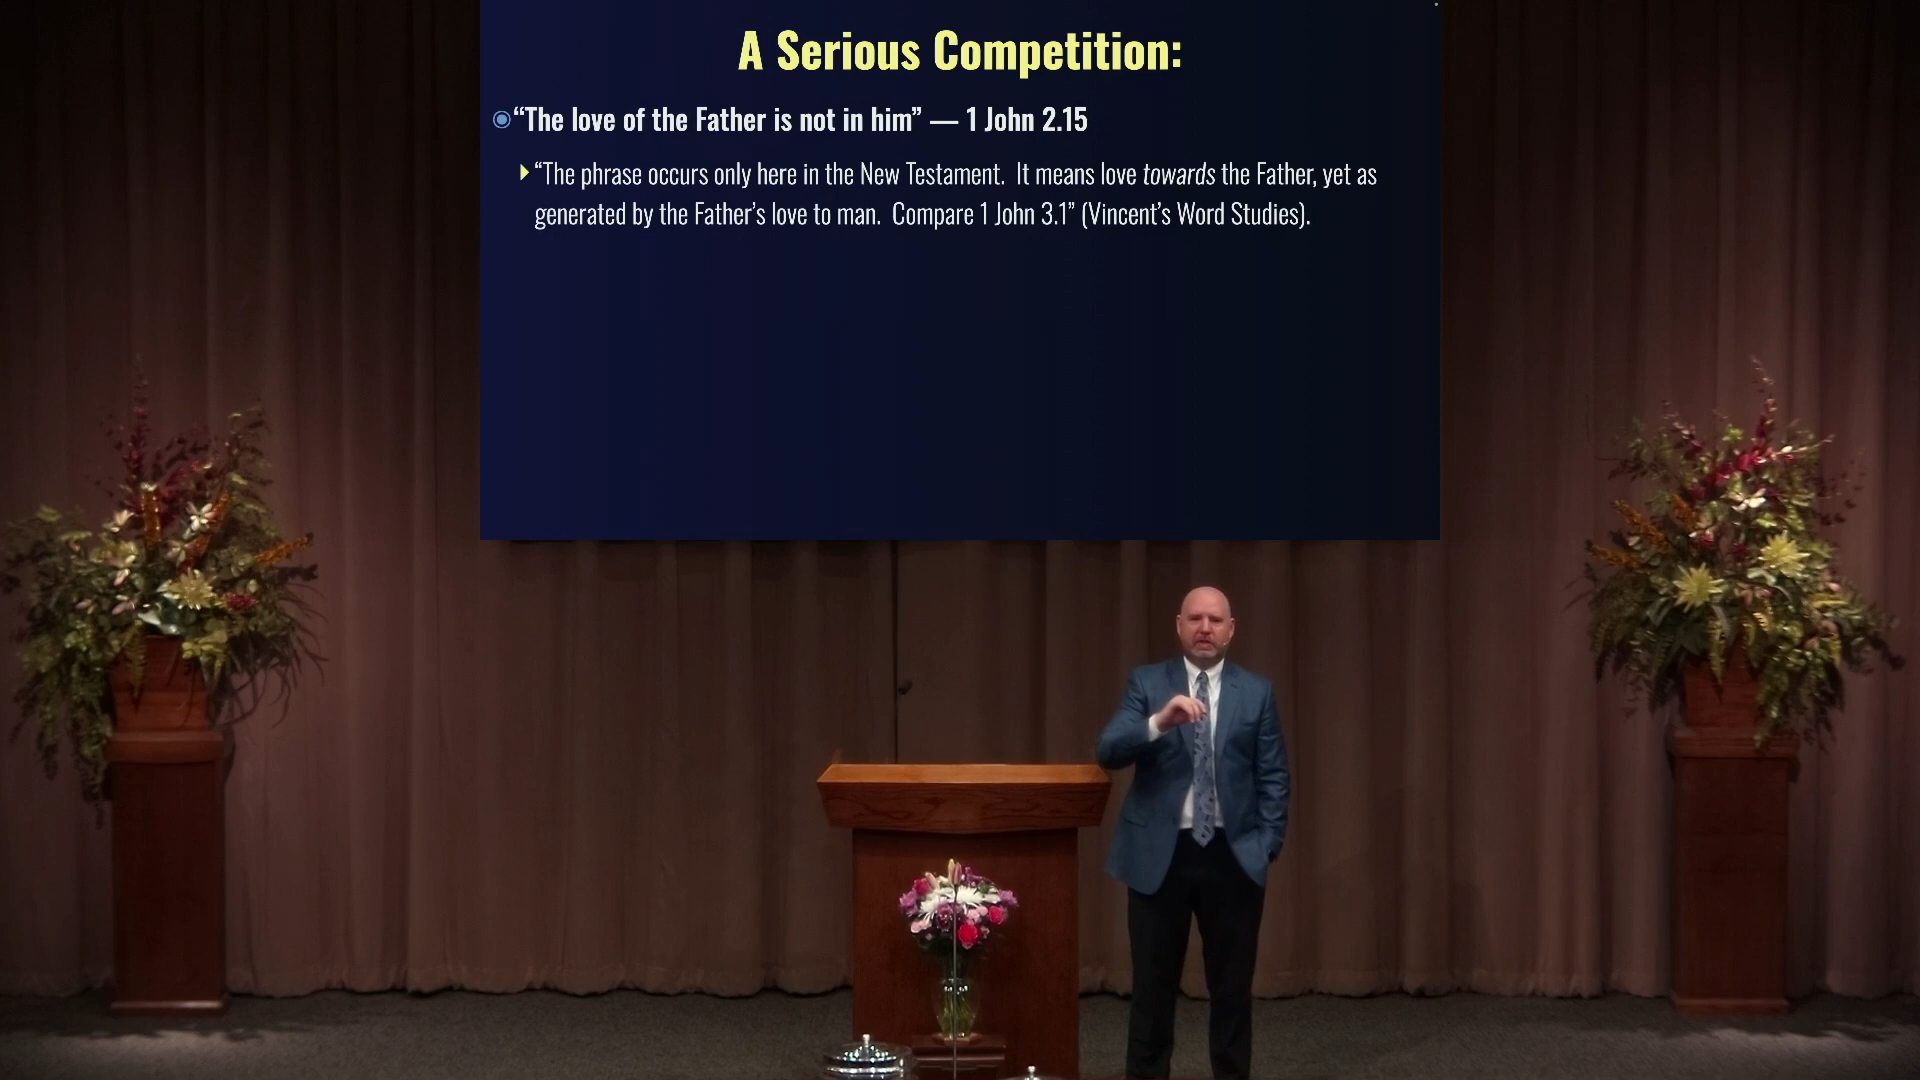 A Serious Competition:
“The love of the Father is not in him” — 1 John 2.15
“The phrase occurs only here in the New Testament.  It means love towards the Father, yet as
generated by the Father’s love to man.  Compare 1 John 3.1” (Vincent’s Word Studies).